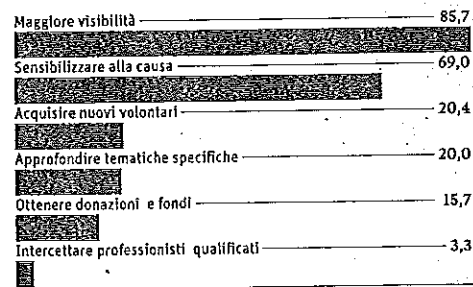 Maggiore visibilità 85,7
Sensibilizzare alla causa 69,0
Acquisire nuovi volontari 20,4
Approfondire tematiche specifiche 20,0
Ottenere donazioni e fondi 15,7
Intercettare professionisti qualificati 3,3